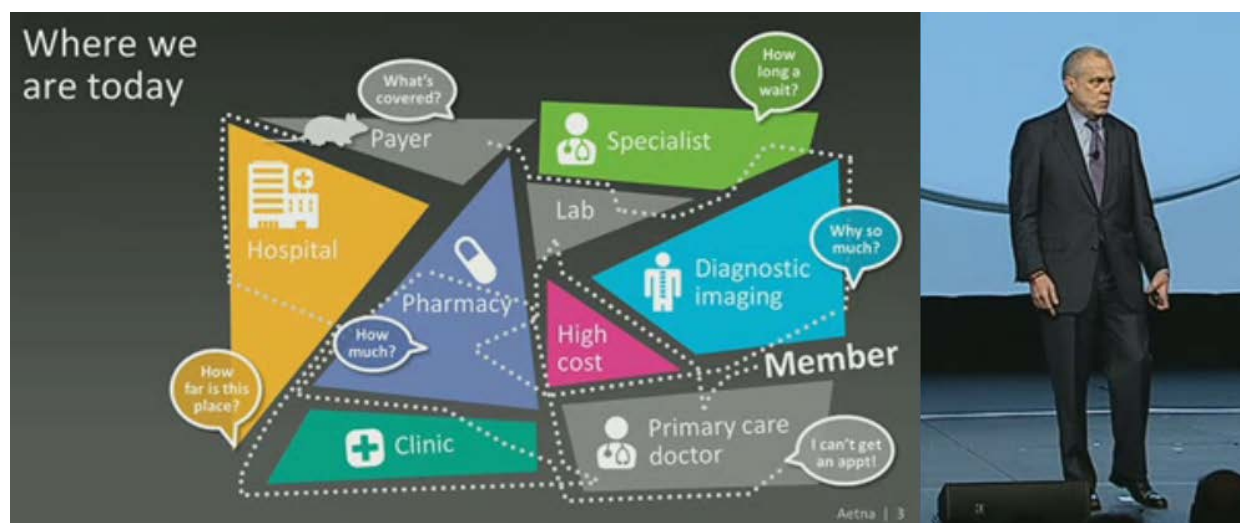 Where we
are today
What's
covered?
How
long a
wait?
Payer
Specialist
Lab
Hospital
Why so
much?
Diagnostic
imaging
Pharmacy
How
much?
High
cost
Member
How
far is this
place?
Clinic
Primary care
doctor
I can't get
an appt!
Aetna | 3